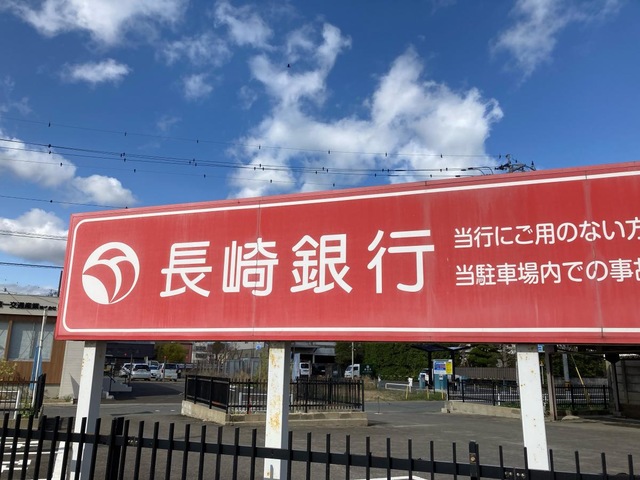 長崎銀行
当行にご用のない方
当駐車場内での事故